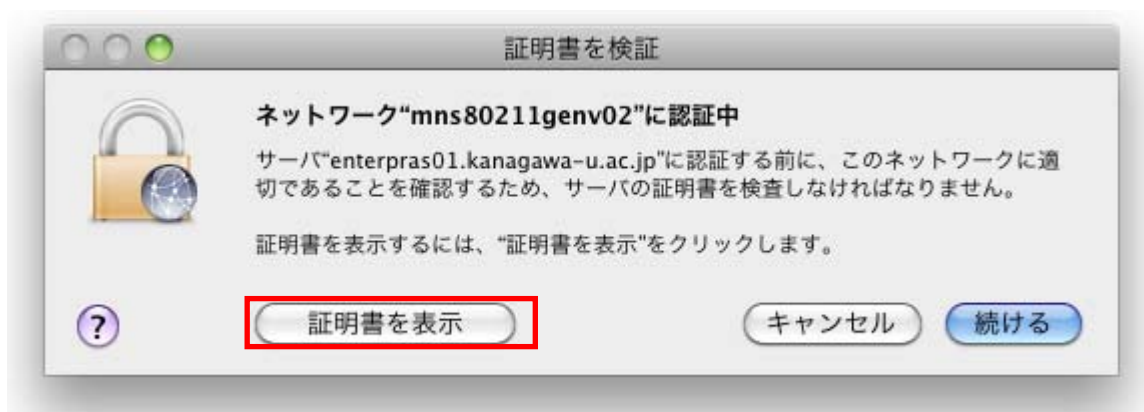 証明書を検証
ネットワーク“mns80211genv02”に認証中
サーバ“enterpras01.kanagawa-u.ac.jp”に認証する前に、このネットワークに適
切であることを確認するため、サーバの証明書を検査しなければなりません。
証明書を表示するには、“証明書を表示”をクリックします。
?
証明書を表示
キャンセル
続ける